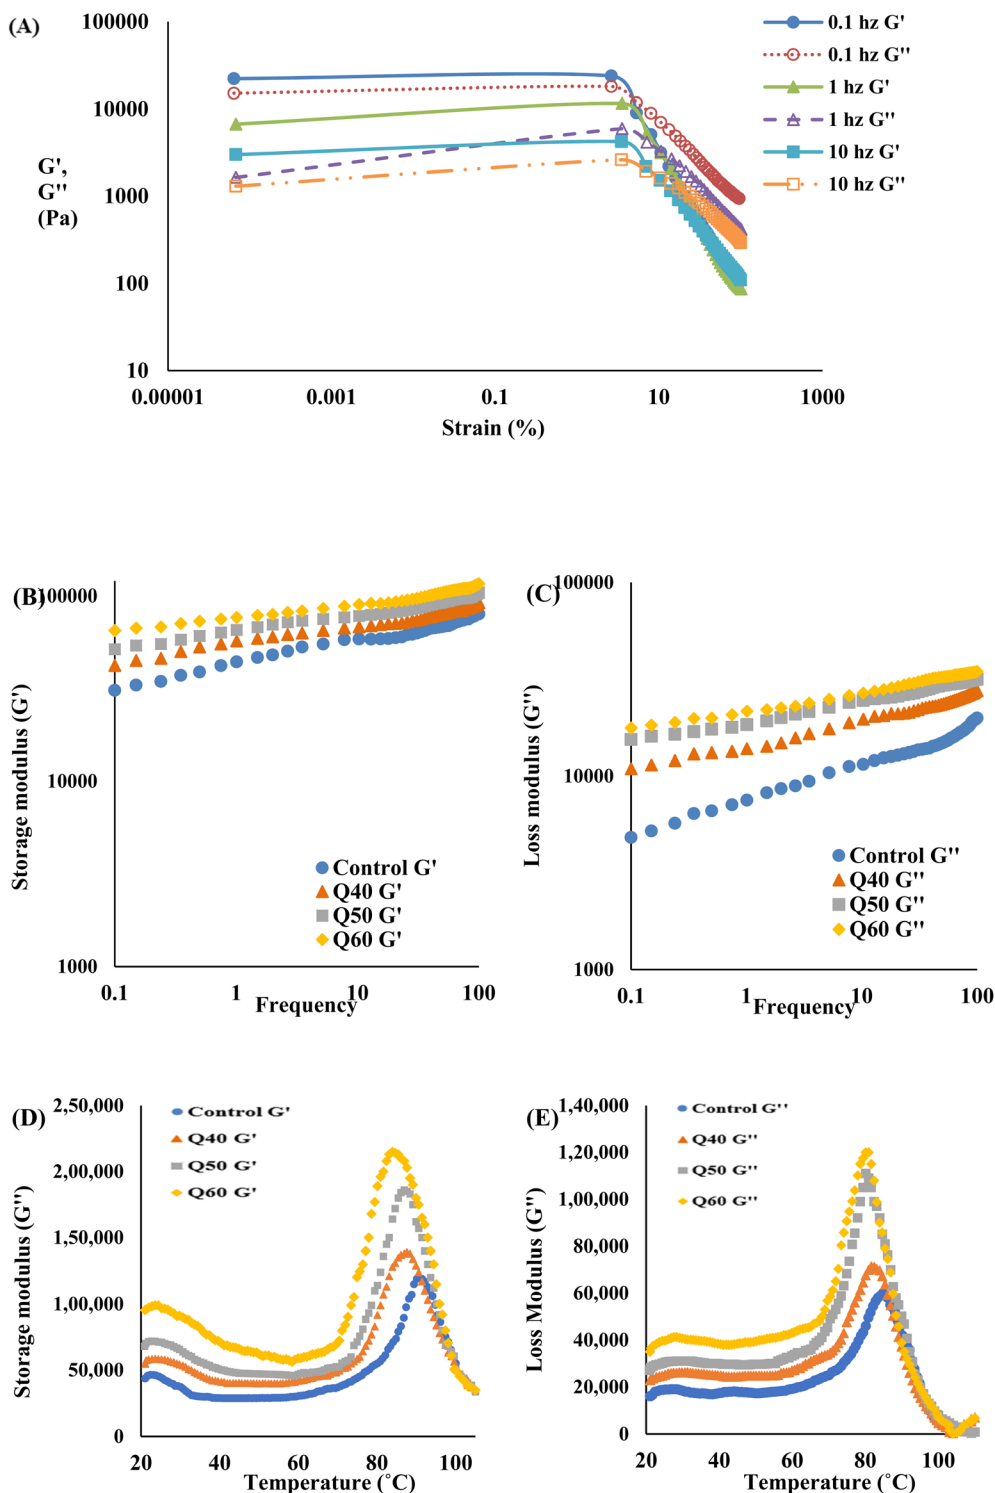 (A)
100000
10000
1000
100
10
G',
G''
(Pa)
0.00001
0.001
0.1
10
1000
Strain (%)
0.1 hz G'
0.1 hz G''
1 hz G'
1 hz G''
10 hz G'
10 hz G''
(B)
100000
10000
1000
Storage modulus (G')
0.1
1
10
100
Frequency
Control G'
Q40 G'
Q50 G'
Q60 G'
(C)
100000
10000
1000
Loss modulus (G'')
0.1
1
10
100
Frequency
Control G''
Q40 G''
Q50 G''
Q60 G''
(D)
2,50,000
2,00,000
1,50,000
1,00,000
50,000
0
Storage modulus (G'')
20
40
60
80
100
Temperature (˚C)
Control G'
Q40 G'
Q50 G'
Q60 G'
(E)
1,40,000
1,20,000
1,00,000
80,000
60,000
40,000
20,000
0
Loss Modulus (G'')
20
40
60
80
100
Temperature (˚C)
Control G''
Q40 G''
Q50 G''
Q60 G''